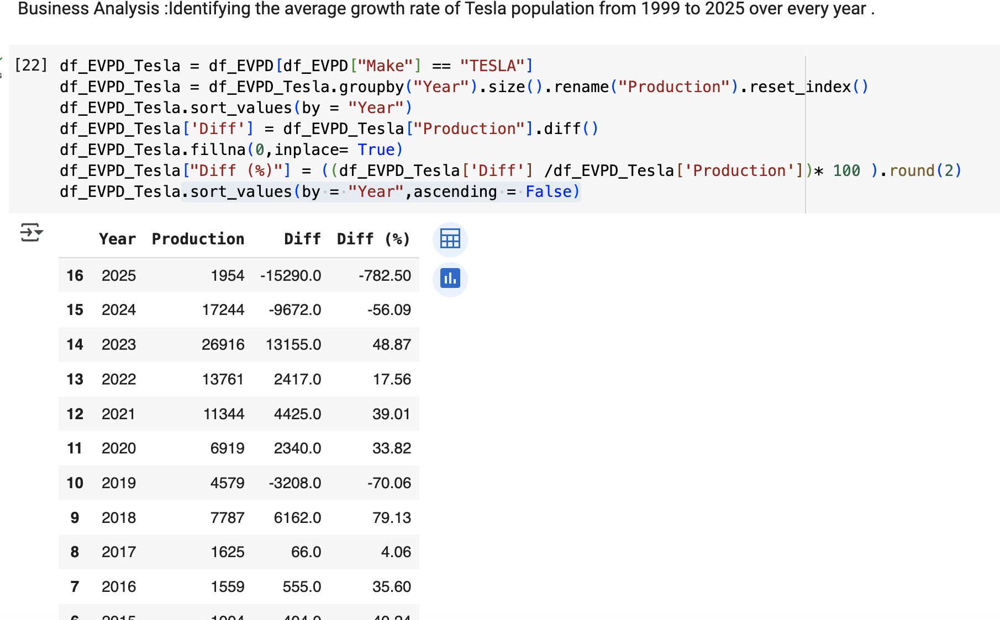 Business Analysis :Identifying the average growth rate of Tesla population from 1999 to 2025 over every year .
[22] df_EVPD_Tesla = df_EVPD[df_EVPD["Make"] == "TESLA"]
df_EVPD_Tesla = df_EVPD_Tesla.groupby("Year").size().rename("Production").reset_index()
df_EVPD_Tesla.sort_values(by = "Year")
df_EVPD_Tesla['Diff'] = df_EVPD_Tesla["Production"].diff()
df_EVPD_Tesla.fillna(0,inplace= True)
df_EVPD_Tesla["Diff (%)"] = ((df_EVPD_Tesla['Diff'] /df_EVPD_Tesla['Production'])* 100 ).round(2)
df_EVPD_Tesla.sort_values(by = "Year",ascending = False)
Year Production Diff Diff (%)
16 2025 1954 -15290.0 -782.50
15 2024 17244 -9672.0 -56.09
14 2023 26916 13155.0 48.87
13 2022 13761 2417.0 17.56
12 2021 11344 4425.0 39.01
11 2020 6919 2340.0 33.82
10 2019 4579 -3208.0 -70.06
9 2018 7787 6162.0 79.13
8 2017 1625 66.0 4.06
7 2016 1559 555.0 35.60
6 2015 1004 404.0 40.24